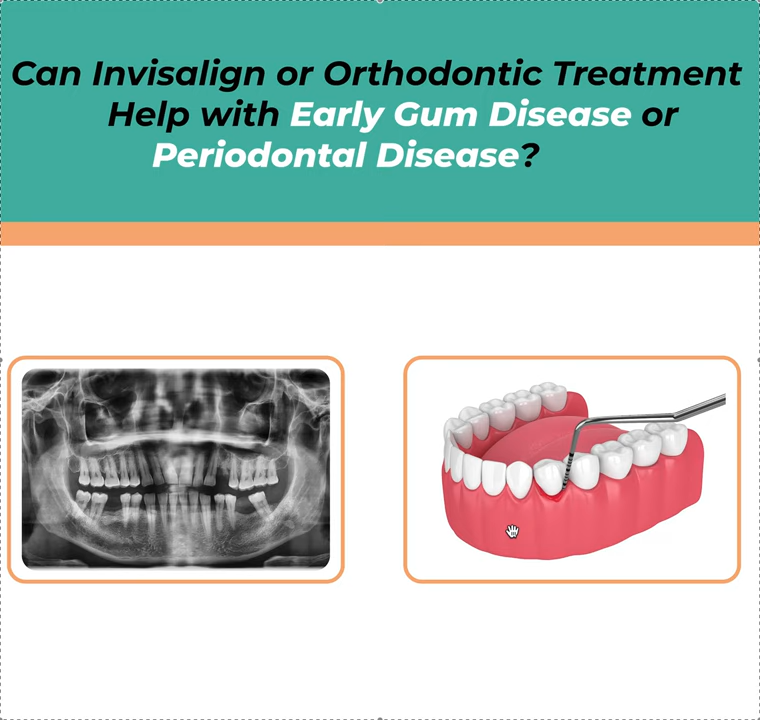 Can Invisalign or Orthodontic Treatment
Help with Early Gum Disease or
Periodontal Disease?